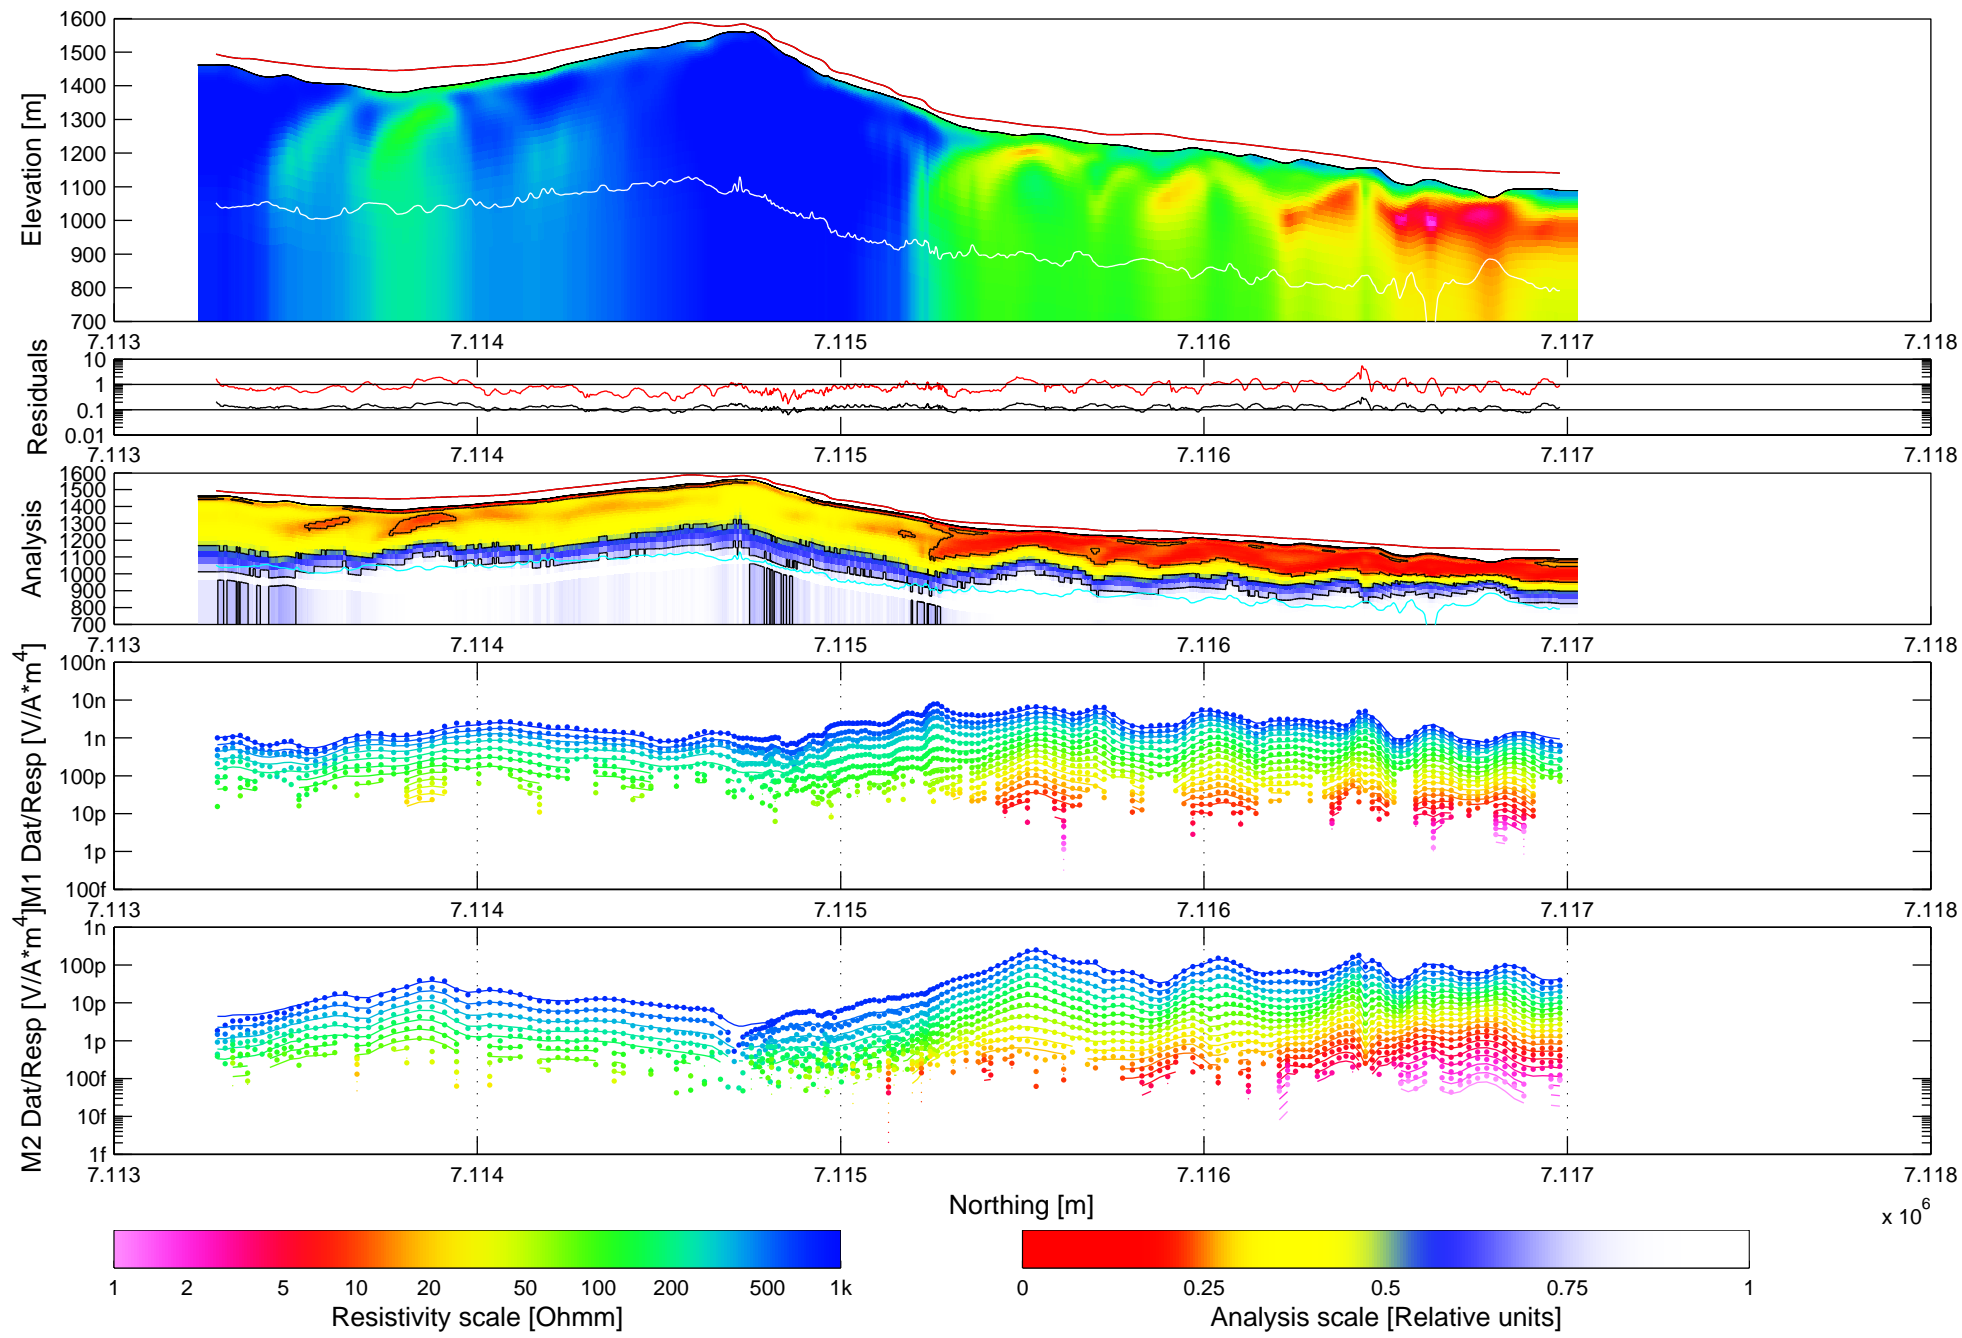 Elevation [m]
1600
1500
1400
1300
1200
1100
1000
900
800
700
7.113 7.114 7.115 7.116 7.117 7.118
Residuals
10
1
0.1
0.01
7.113 7.114 7.115 7.116 7.117 7.118
Analysis
1600
1500
1400
1300
1200
1100
1000
900
800
700
7.113 7.114 7.115 7.116 7.117 7.118
M1 Dat/Resp [V/A*m^4]
100n
10n
1n
100p
10p
1p
100f
7.113 7.114 7.115 7.116 7.117 7.118
M2 Dat/Resp [V/A*m^4]
1n
100p
10p
1p
100f
10f
1f
7.113 7.114 7.115 7.116 7.117 7.118
Northing [m]
x 10^6
1 2 5 10 20 50 100 200 500 1k
Resistivity scale [Ohmm]
0 0.25 0.5 0.75 1
Analysis scale [Relative units]